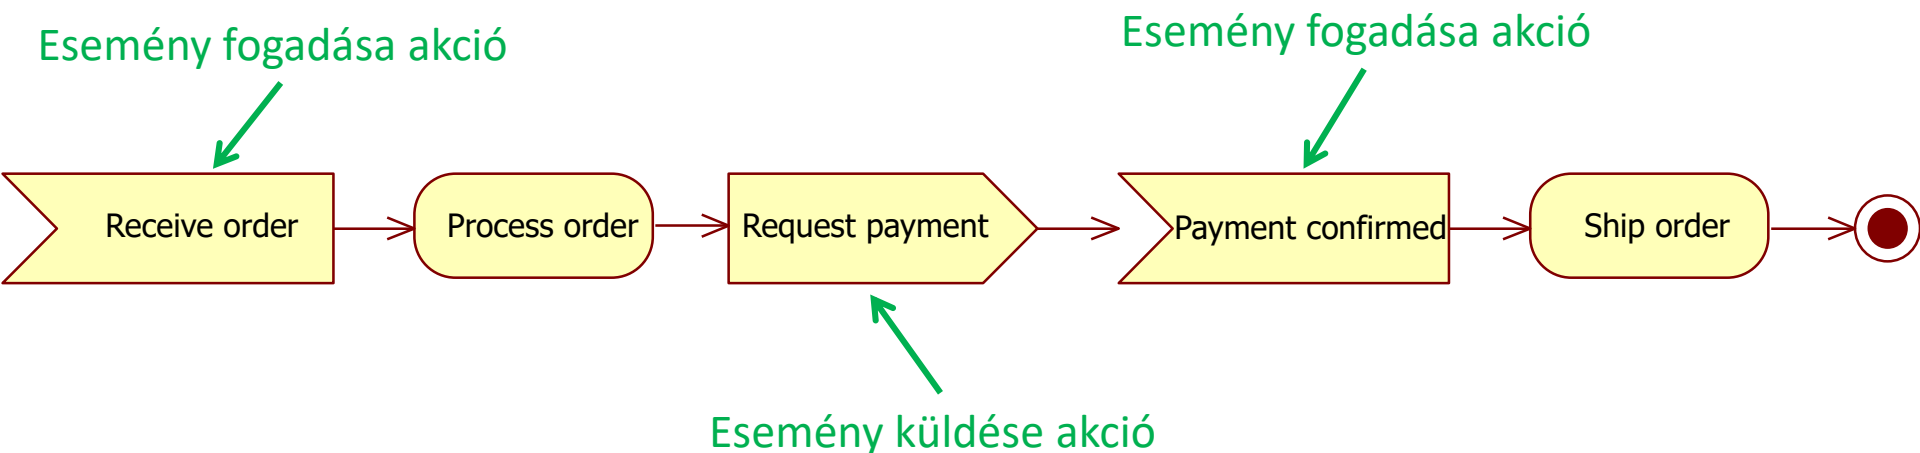 Esemény fogadása akció
Esemény fogadása akció
Receive order
Process order
Request payment
Payment confirmed
Ship order
Esemény küldése akció